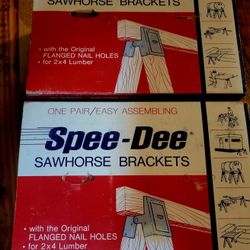 SAWHORSE BRACKETS
• with the Original
FLANGED NAIL HOLES
• for 2x4 Lumber
ONE PAIR/EASY ASSEMBLING
Spee-Dee
SAWHORSE BRACKETS
• with the Original
FLANGED NAIL HOLES
• for 2x4 Lumber